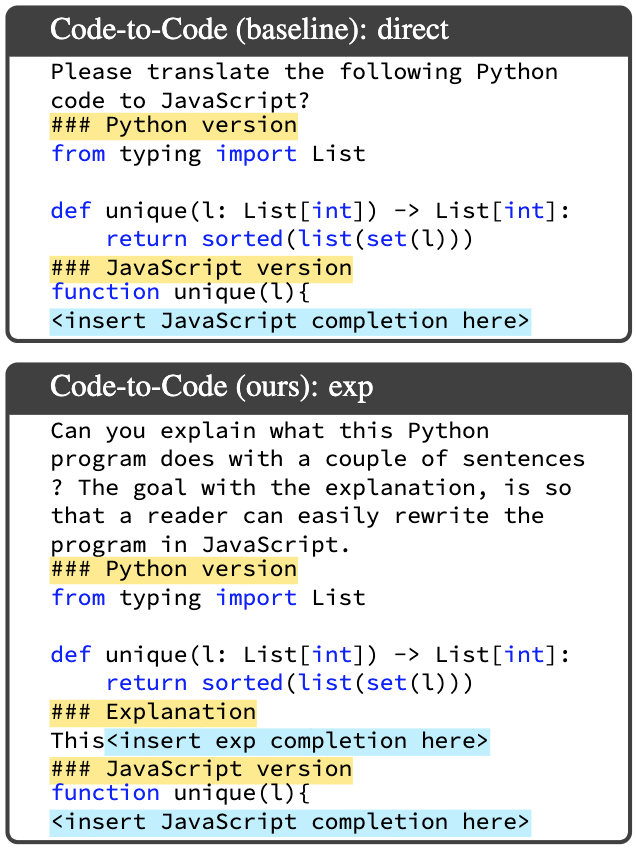 Code-to-Code (baseline): direct
Please translate the following Python
code to JavaScript?
### Python version
from typing import List
def unique(l: List[int]) -> List[int]:
    return sorted(list(set(l)))
### JavaScript version
function unique(l){
<insert JavaScript completion here>
Code-to-Code (ours): exp
Can you explain what this Python
program does with a couple of sentences
? The goal with the explanation, is so
that a reader can easily rewrite the
program in JavaScript.
### Python version
from typing import List
def unique(l: List[int]) -> List[int]:
    return sorted(list(set(l)))
### Explanation
This<insert exp completion here>
### JavaScript version
function unique(l){
<insert JavaScript completion here>